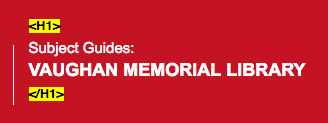 <H1>
Subject Guides:
VAUGHAN MEMORIAL LIBRARY
</H1>